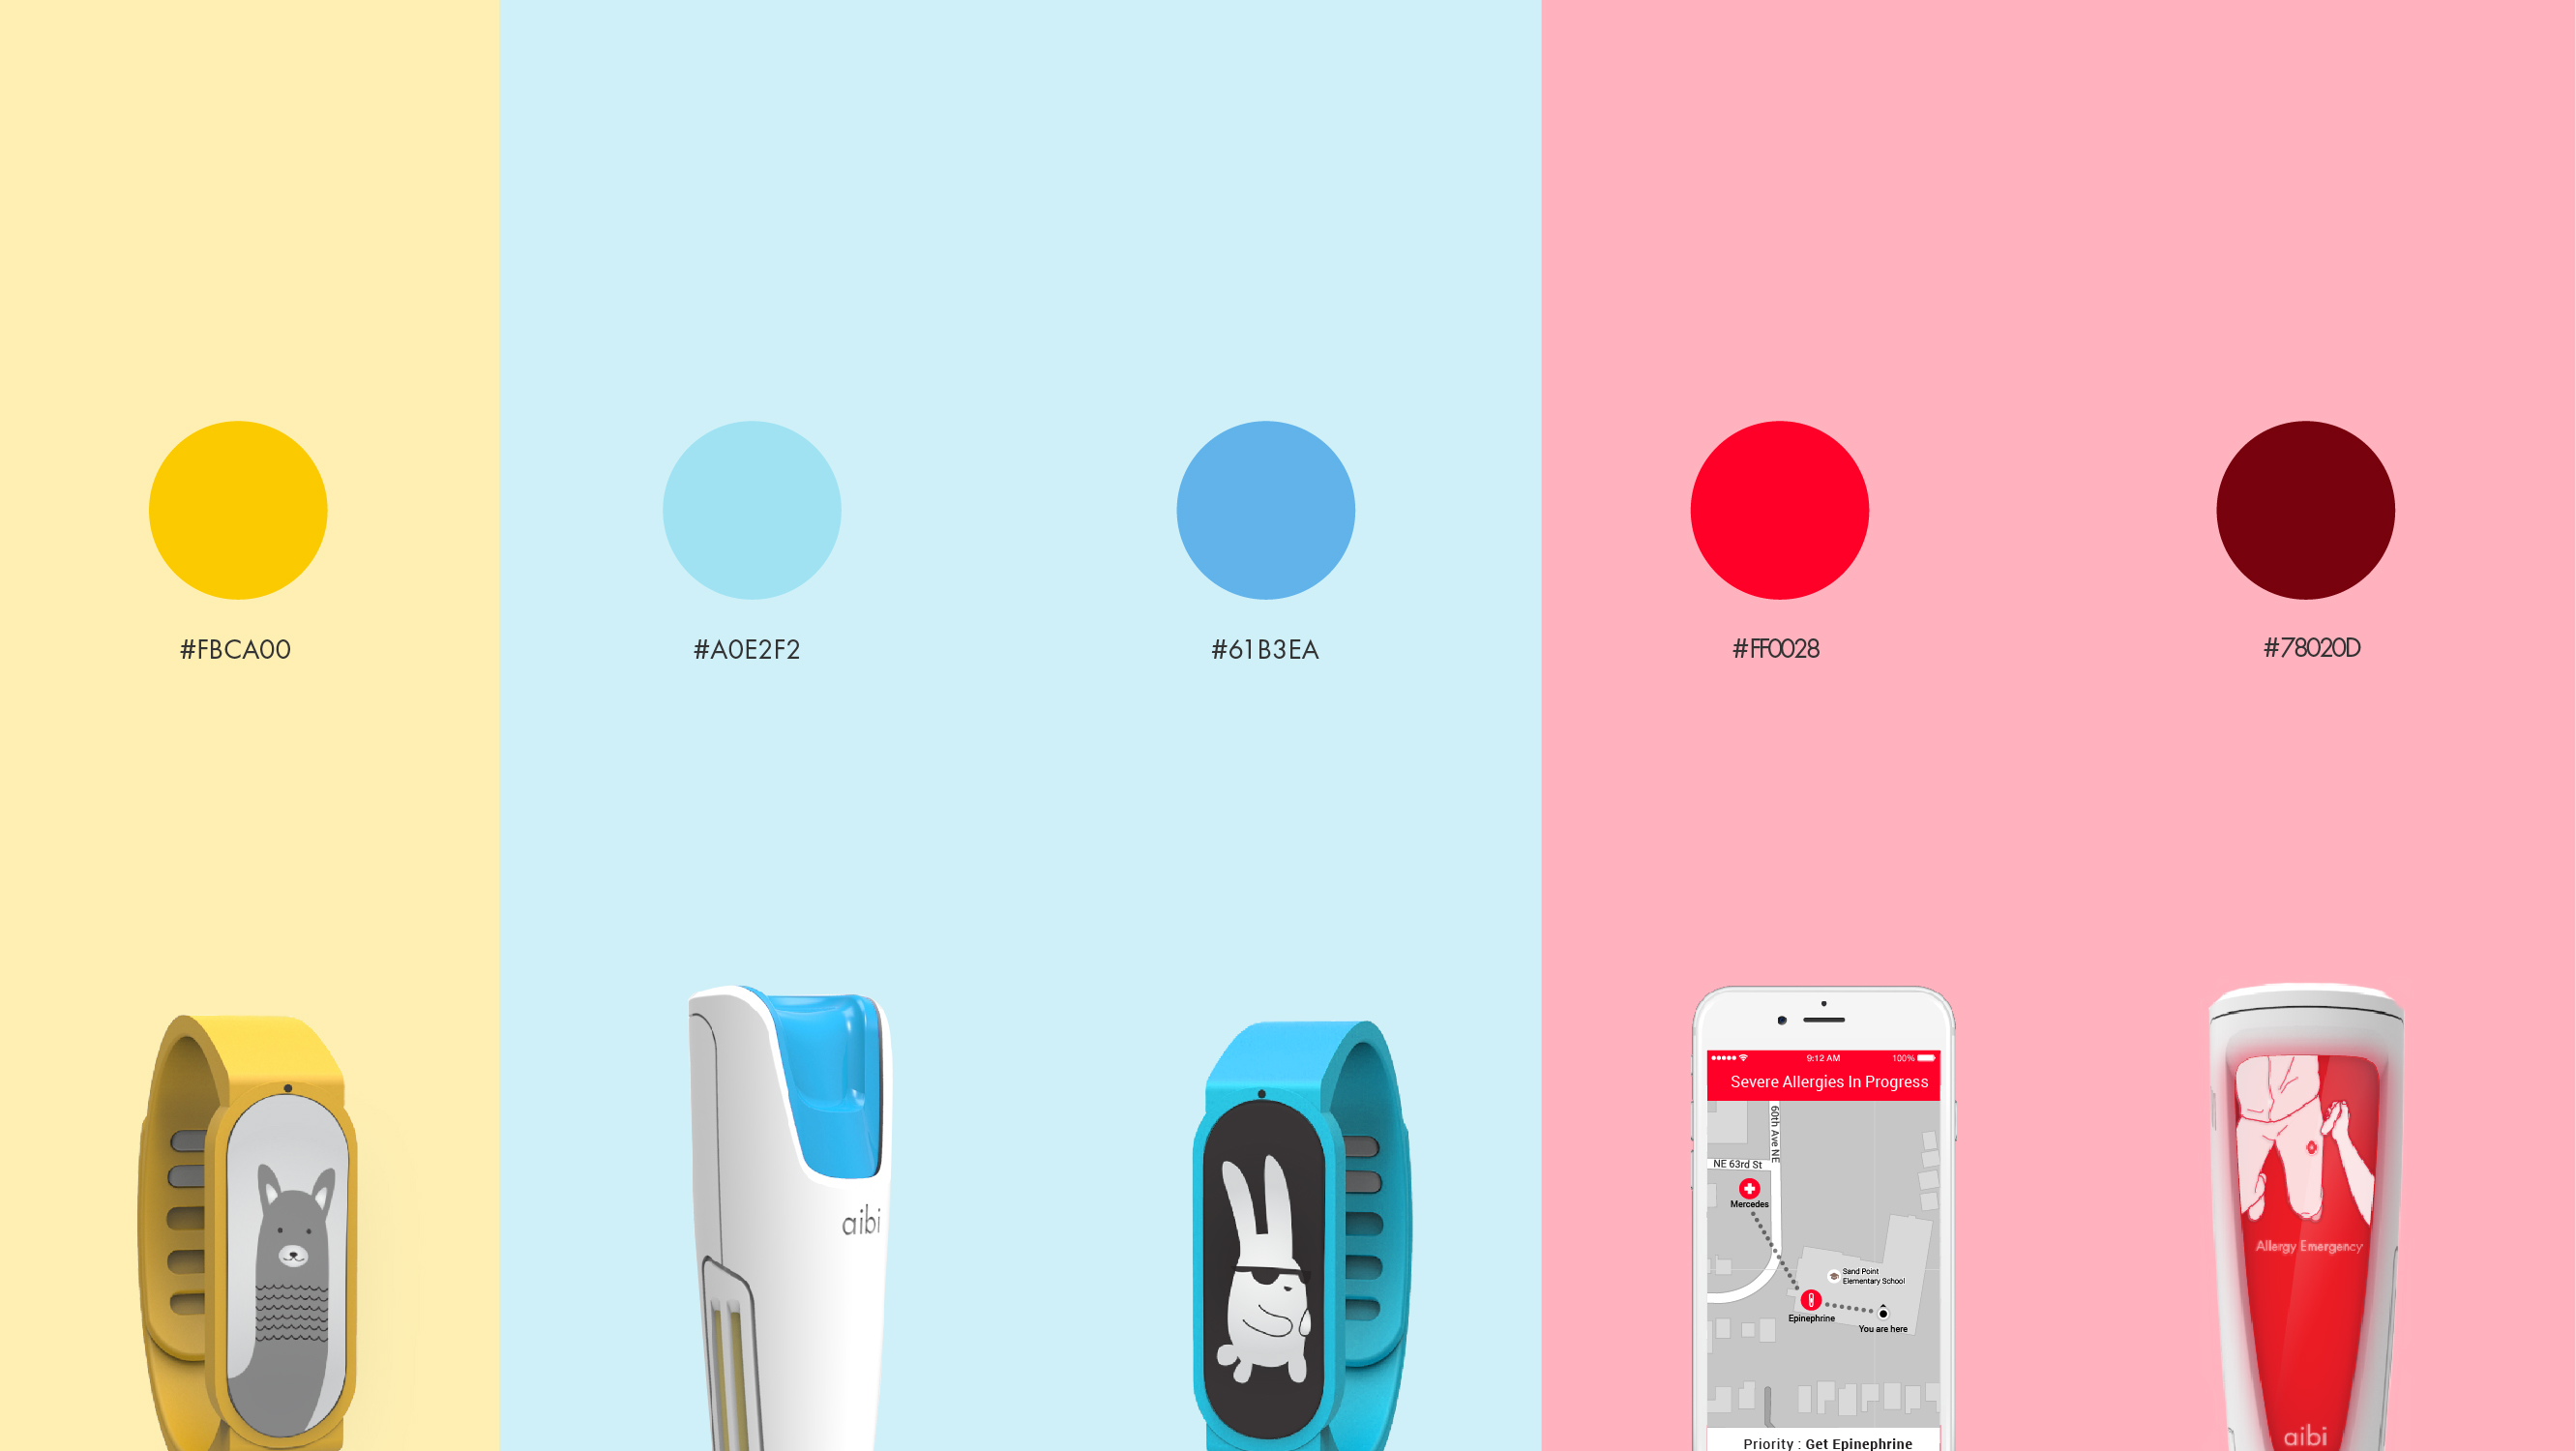 #FBCA00
#A0E2F2
#61B3EA
#FF0028
#78020D
aibi
9:12 AM
100%
Severe Allergies In Progress
60th Ave NE
NE 63rd St
Mercedes
Sand Point
Elementary School
Epinephrine
You are here
Priority : Get Epinephrine
Allergy Emergency
aibi